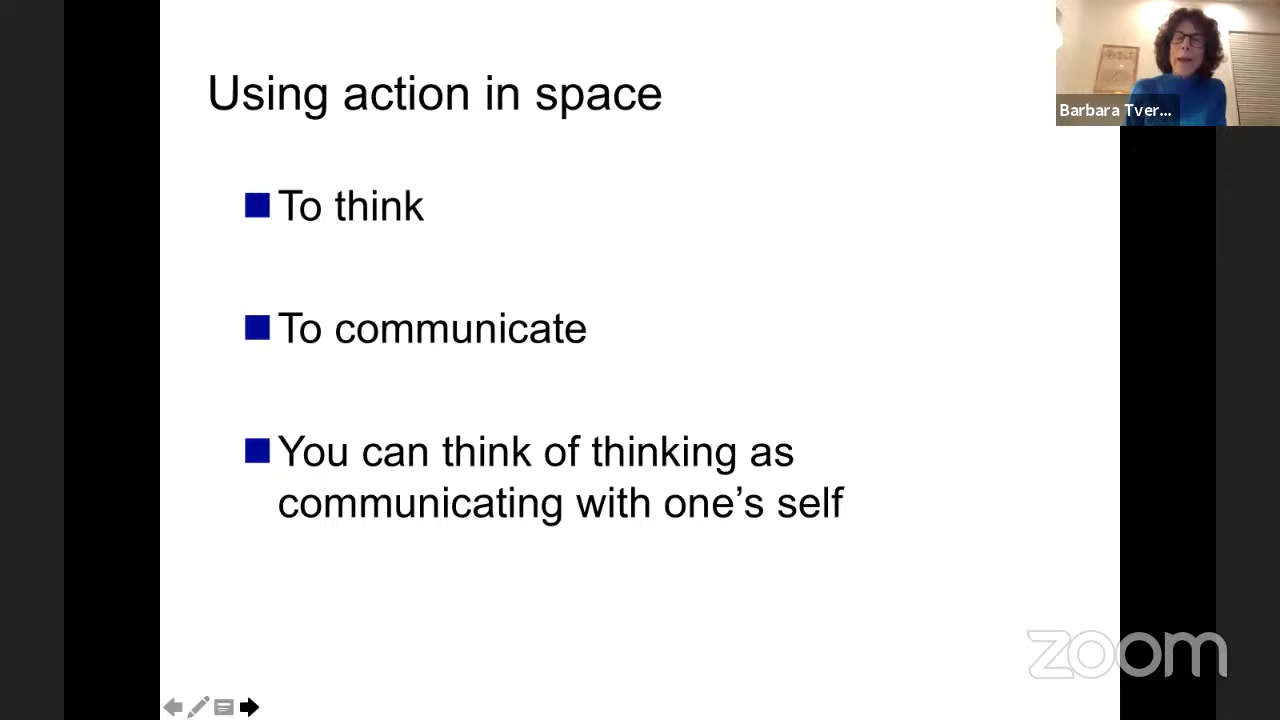 Using action in space
Barbara Tver...
To think
To communicate
You can think of thinking as
communicating with one’s self
zoom